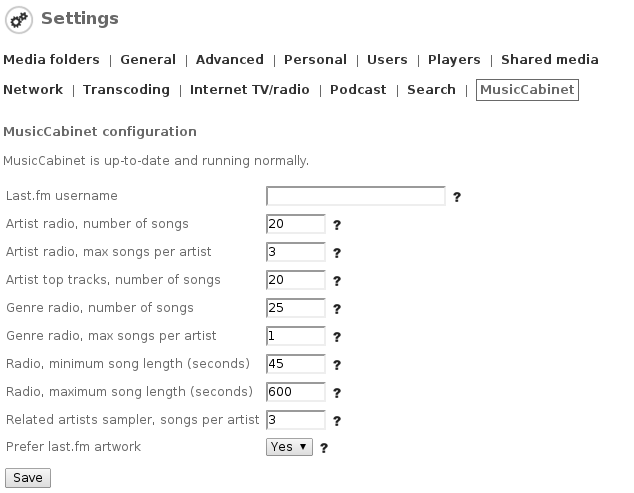 Settings
Media folders | General | Advanced | Personal | Users | Players | Shared media
Network | Transcoding | Internet TV/radio | Podcast | Search | MusicCabinet
MusicCabinet configuration
MusicCabinet is up-to-date and running normally.
Last.fm username ?
Artist radio, number of songs 20 ?
Artist radio, max songs per artist 3 ?
Artist top tracks, number of songs 20 ?
Genre radio, number of songs 25 ?
Genre radio, max songs per artist 1 ?
Radio, minimum song length (seconds) 45 ?
Radio, maximum song length (seconds) 600 ?
Related artists sampler, songs per artist 3 ?
Prefer last.fm artwork Yes ▼ ?
Save